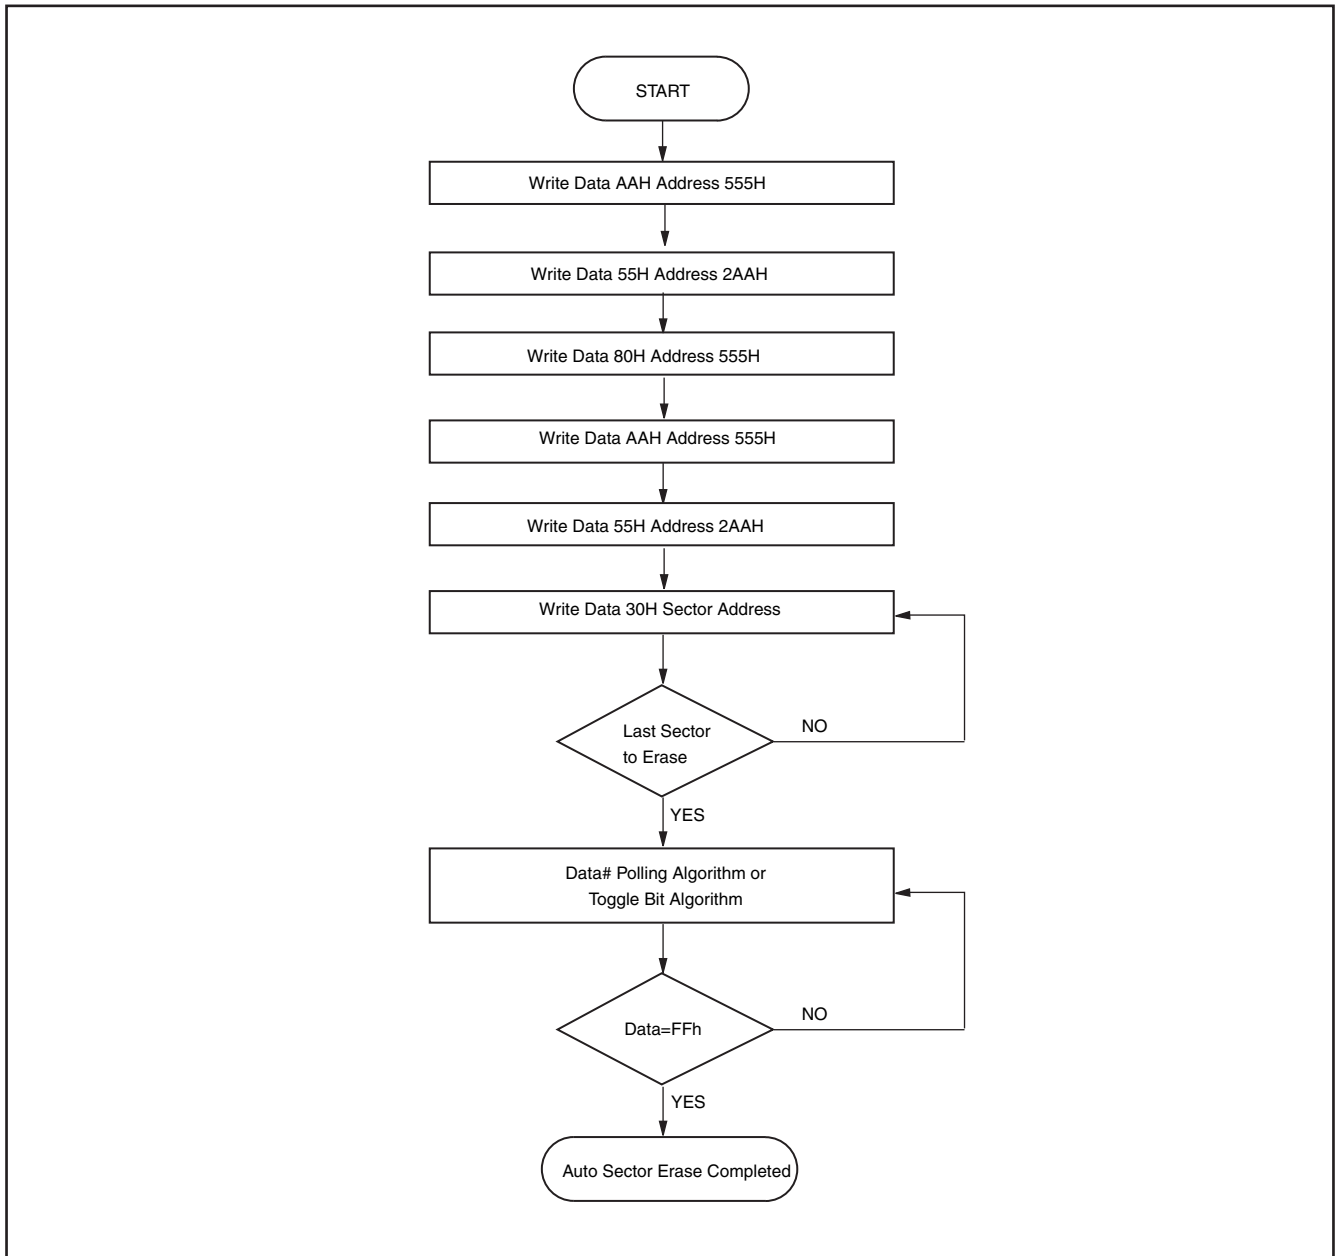 START
Write Data AAH Address 555H
Write Data 55H Address 2AAH
Write Data 80H Address 555H
Write Data AAH Address 555H
Write Data 55H Address 2AAH
Write Data 30H Sector Address
Last Sector
to Erase
NO
YES
Data# Polling Algorithm or
Toggle Bit Algorithm
Data=FFh
NO
YES
Auto Sector Erase Completed